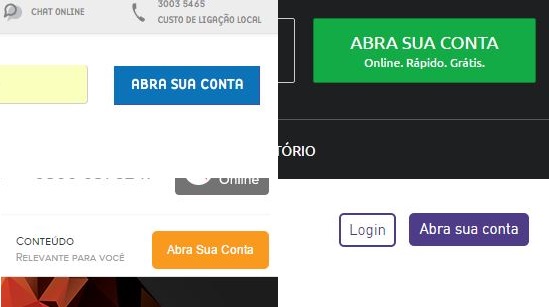 CHAT ONLINE
3003 5465
CUSTO DE LIGAÇÃO LOCAL
ABRA SUA CONTA
ABRA SUA CONTA
Online. Rápido. Grátis.
TÓRIO
Online
CONTEÚDO
RELEVANTE PARA VOCÊ
Abra Sua Conta
Login
Abra sua conta